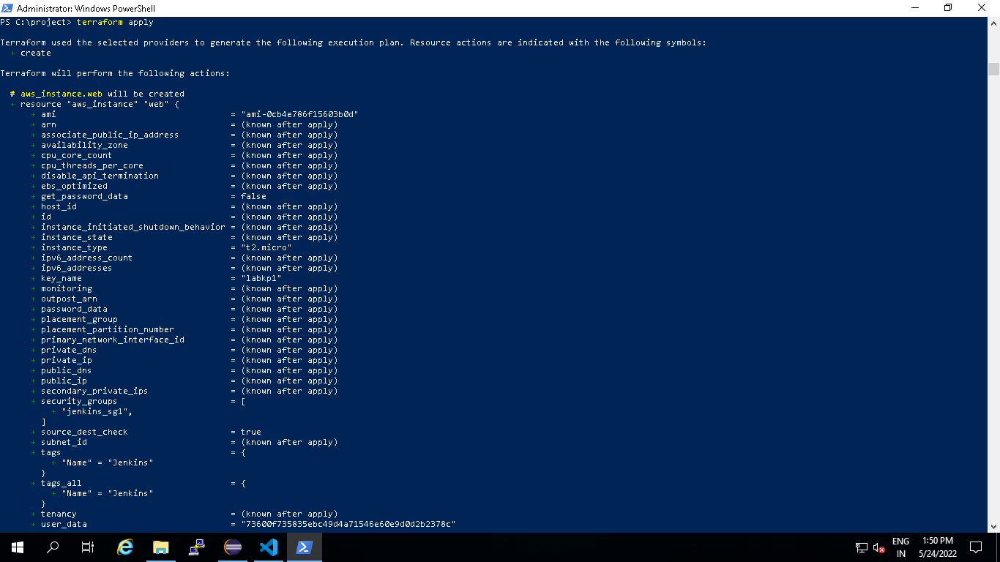 Administrator: Windows PowerShell
PS C:\project> terraform apply
Terraform used the selected providers to generate the following execution plan. Resource actions are indicated with the following symbols:
  + create
Terraform will perform the following actions:
  # aws_instance.web will be created
  + resource "aws_instance" "web" {
      + ami                                  = "ami-0cb4e786f15603b0d"
      + arn                                  = (known after apply)
      + associate_public_ip_address          = (known after apply)
      + availability_zone                    = (known after apply)
      + cpu_core_count                       = (known after apply)
      + cpu_threads_per_core                 = (known after apply)
      + disable_api_termination              = (known after apply)
      + ebs_optimized                        = (known after apply)
      + get_password_data                    = false
      + host_id                              = (known after apply)
      + id                                   = (known after apply)
      + instance_initiated_shutdown_behavior = (known after apply)
      + instance_state                       = (known after apply)
      + instance_type                        = "t2.micro"
      + ipv6_address_count                   = (known after apply)
      + ipv6_addresses                       = (known after apply)
      + key_name                             = "labkp1"
      + monitoring                           = (known after apply)
      + outpost_arn                          = (known after apply)
      + password_data                        = (known after apply)
      + placement_group                      = (known after apply)
      + placement_partition_number           = (known after apply)
      + primary_network_interface_id         = (known after apply)
      + private_dns                          = (known after apply)
      + private_ip                           = (known after apply)
      + public_dns                           = (known after apply)
      + public_ip                            = (known after apply)
      + secondary_private_ips                = (known after apply)
      + security_groups                      = [
          + "jenkins_sg1",
        ]
      + source_dest_check                    = true
      + subnet_id                            = (known after apply)
      + tags                                 = {
          + "Name" = "Jenkins"
        }
      + tags_all                             = {
          + "Name" = "Jenkins"
        }
      + tenancy                              = (known after apply)
      + user_data                            = "73600f735835ebc49d4a71546e60e9d0d2b2378c"
ENG
IN
1:50 PM
5/24/2022